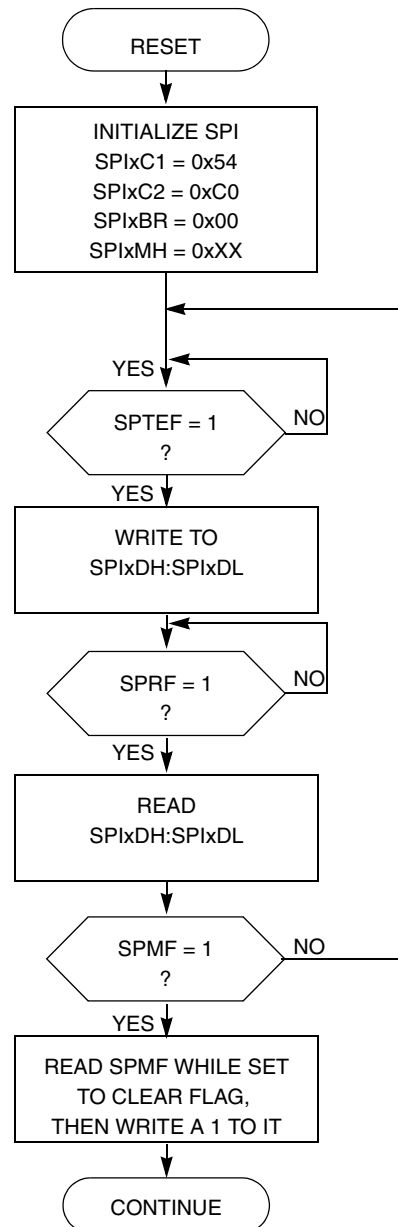 RESET
INITIALIZE SPI
SPIxC1 = 0x54
SPIxC2 = 0xC0
SPIxBR = 0x00
SPIxMH = 0xXX
YES
SPTEF = 1
?
NO
YES
WRITE TO
SPIxDH:SPIxDL
SPRF = 1
?
NO
YES
READ
SPIxDH:SPIxDL
SPMF = 1
?
NO
YES
READ SPMF WHILE SET
TO CLEAR FLAG,
THEN WRITE A 1 TO IT
CONTINUE